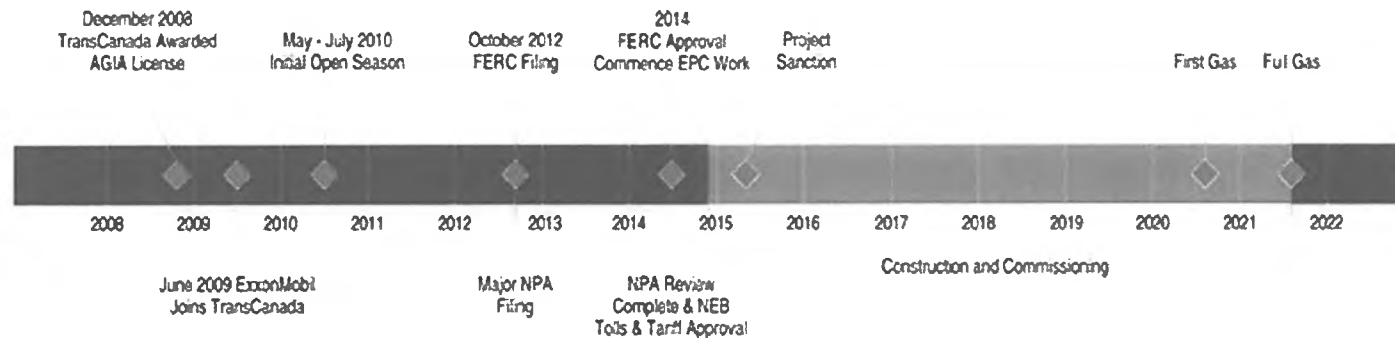 December 2008
TransCanada Awarded
AGIA License
May - July 2010
Initial Open Season
October 2012
FERC Filing
2014
FERC Approval
Commence EPC Work
Project
Sanction
First Gas
Full Gas
2008 2009 2010 2011 2012 2013 2014 2015 2016 2017 2018 2019 2020 2021 2022
June 2009 ExxonMobil
Joins TransCanada
Major NPA
Filing
NPA Review
Complete & NEB
Tolls & Tariff Approval
Construction and Commissioning